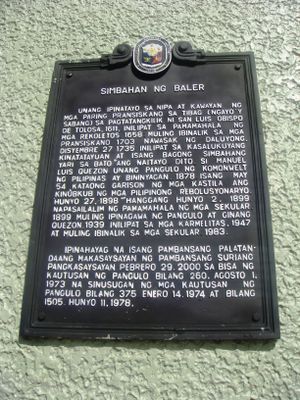 SIMBAHAN NG BALER
UNANG IPINATAYO SA NIPA AT KAWAYAN NG
MGA PARING PRANSISKANO SA TIBAG (NGAYO'Y
SABANG) SA PAGTATANGKILIK NI SAN LUIS OBISPO
DE TOLOSA, 1611, INILIPAT SA PAMAMAHALA NG
MGA REKOLETOS 1658 MULING IBINALIK SA MGA
PRANSISKANO 1703 NAWASAK NG DALUYONG,
DISYEMBRE 27 1735 INILIPAT SA KASALUKUYANG
KINATATAYUAN AT ISANG BAGONG SIMBAHANG
YARI SA BATO ANG NAITAYO DITO SI MANUEL
LUIS QUEZON UNANG PANGULO NG KOMONWELT
NG PILIPINAS AY BININYAGAN 1878 ISANG MAY
54 KATAONG GARISON NG MGA KASTILA ANG
KINUBKUB NG MGA PILIPINONG REBOLUSYONARYO
HUNYO 27, 1898 HANGGANG HUNYO 2, 1899
NAPASAILALIM NG PAMAMAHALA NG MGA SEKULAR
1899 MULING IPINAGAWA NG PANGULO AT GINANG
QUEZON 1939 INILIPAT SA MGA KARMELITAS, 1947
AT MULING IBINALIK SA MGA SEKULAR 1983.
IPINAHAYAG NA ISANG PAMBANSANG PALATAN-
DAANG MAKASAYSAYAN NG PAMBANSANG SURIANG
PANGKASAYSAYAN PEBRERO 29, 2000 SA BISA NG
KAUTUSAN NG PANGULO BILANG 260, AGOSTO 1,
1973 NA SINUSUGAN NG MGA KAUTUSAN NG
PANGULO BILANG 375 ENERO 14, 1974 AT BILANG
1505, HUNYO 11, 1978.